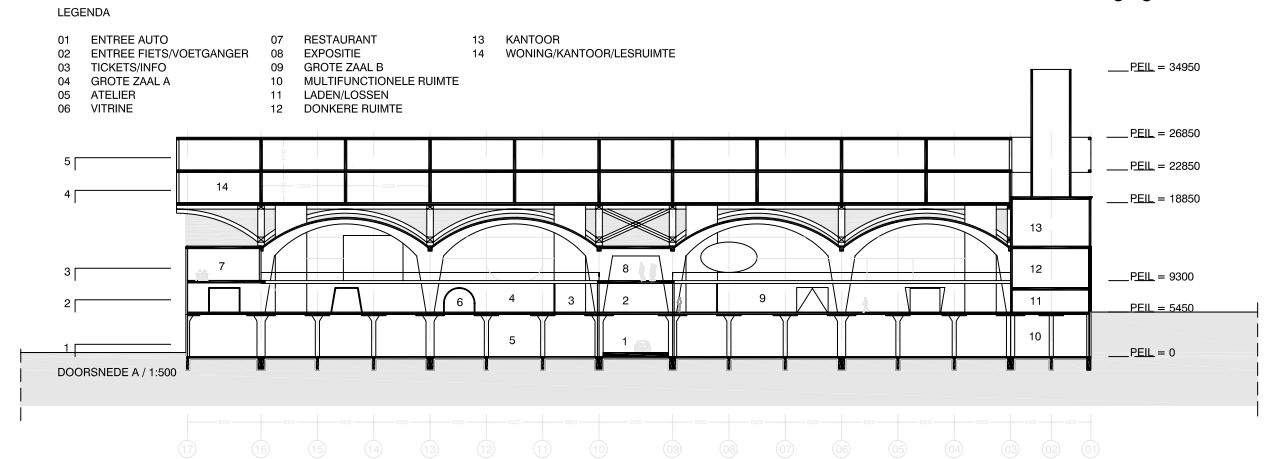 LEGENDA
01 ENTREE AUTO
02 ENTREE FIETS/VOETGANGER
03 TICKETS/INFO
04 GROTE ZAAL A
05 ATELIER
06 VITRINE
07 RESTAURANT
08 EXPOSITIE
09 GROTE ZAAL B
10 MULTIFUNCTIONELE RUIMTE
11 LADEN/LOSSEN
12 DONKERE RUIMTE
13 KANTOOR
14 WONING/KANTOOR/LESRUIMTE
PEIL = 34950
PEIL = 26850
PEIL = 22850
PEIL = 18850
PEIL = 9300
PEIL = 5450
PEIL = 0
5
4
3
2
1
14
13
7
8
12
6
4
3
2
9
11
5
1
10
DOORSNEDE A / 1:500
17 16 15 14 13 12 11 10 09 08 07 06 05 04 03 02 01